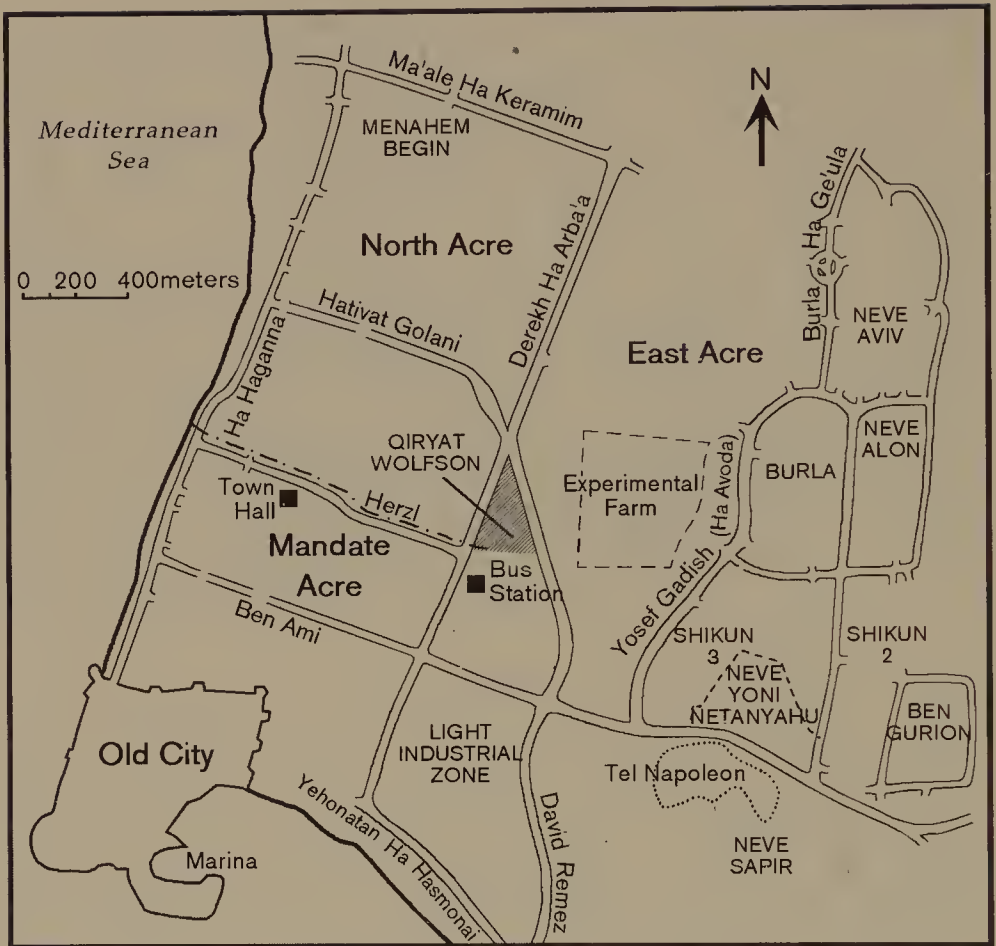 Mediterranean
Sea
0 200 400meters
Ma'ale Ha Keramim
MENAHEM
BEGIN
North Acre
N
Derekh Ha Arba'a
Hativat Golani
Ha Haganna
East Acre
Burla
Ha Ge'ula
NEVE
AVIV
NEVE
ALON
BURLA
QIRYAT
WOLFSON
Experimental
Farm
Yosef Gadish (Ha Avoda)
Town
Hall
Herzl
Mandate
Acre
Bus
Station
Ben Ami
SHIKUN
3
SHIKUN
2
NEVE
YONI
NETANYAHU
BEN
GURION
LIGHT
INDUSTRIAL
ZONE
Old City
Tel Napoleon
Yehonatan Ha Hasmonai
David Remez
Marina
NEVE
SAPIR